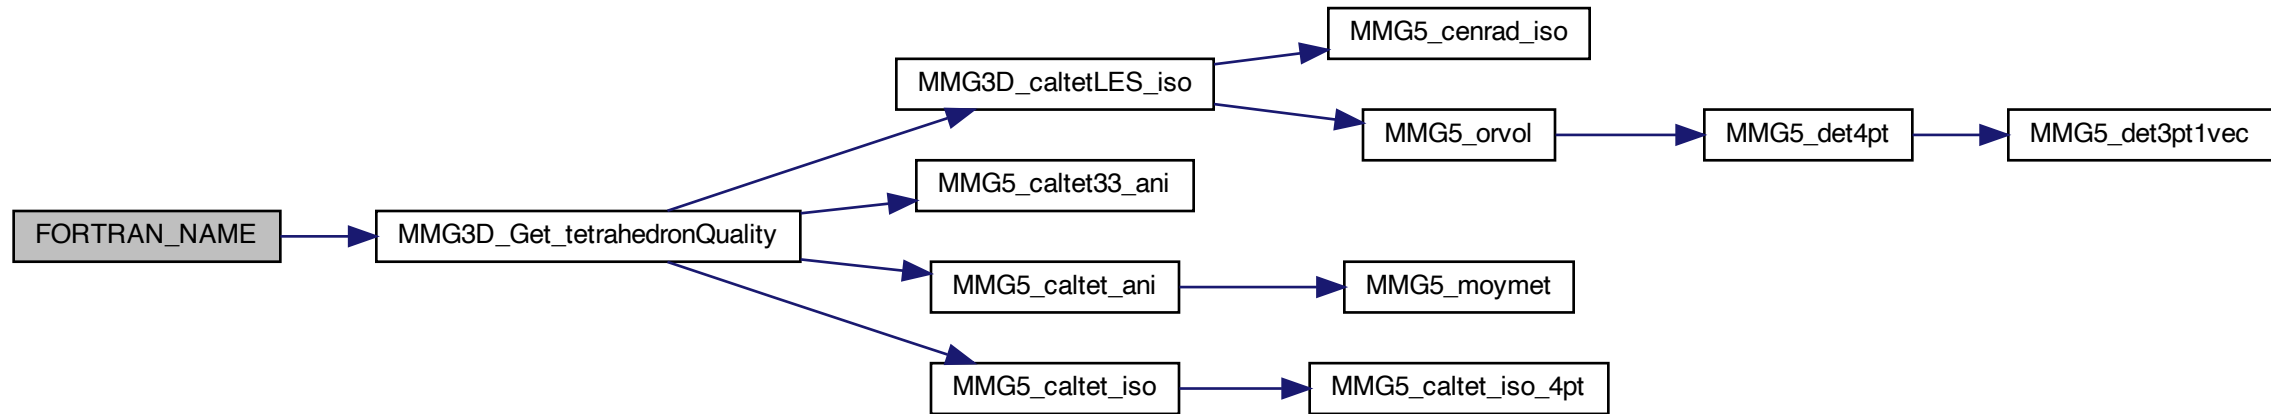 MMG5_cenrad_iso
MMG3D_caltetLES_iso
MMG5_orvol
MMG5_det4pt
MMG5_det3pt1vec
MMG5_caltet33_ani
FORTRAN_NAME
MMG3D_Get_tetrahedronQuality
MMG5_caltet_ani
MMG5_moymet
MMG5_caltet_iso
MMG5_caltet_iso_4pt